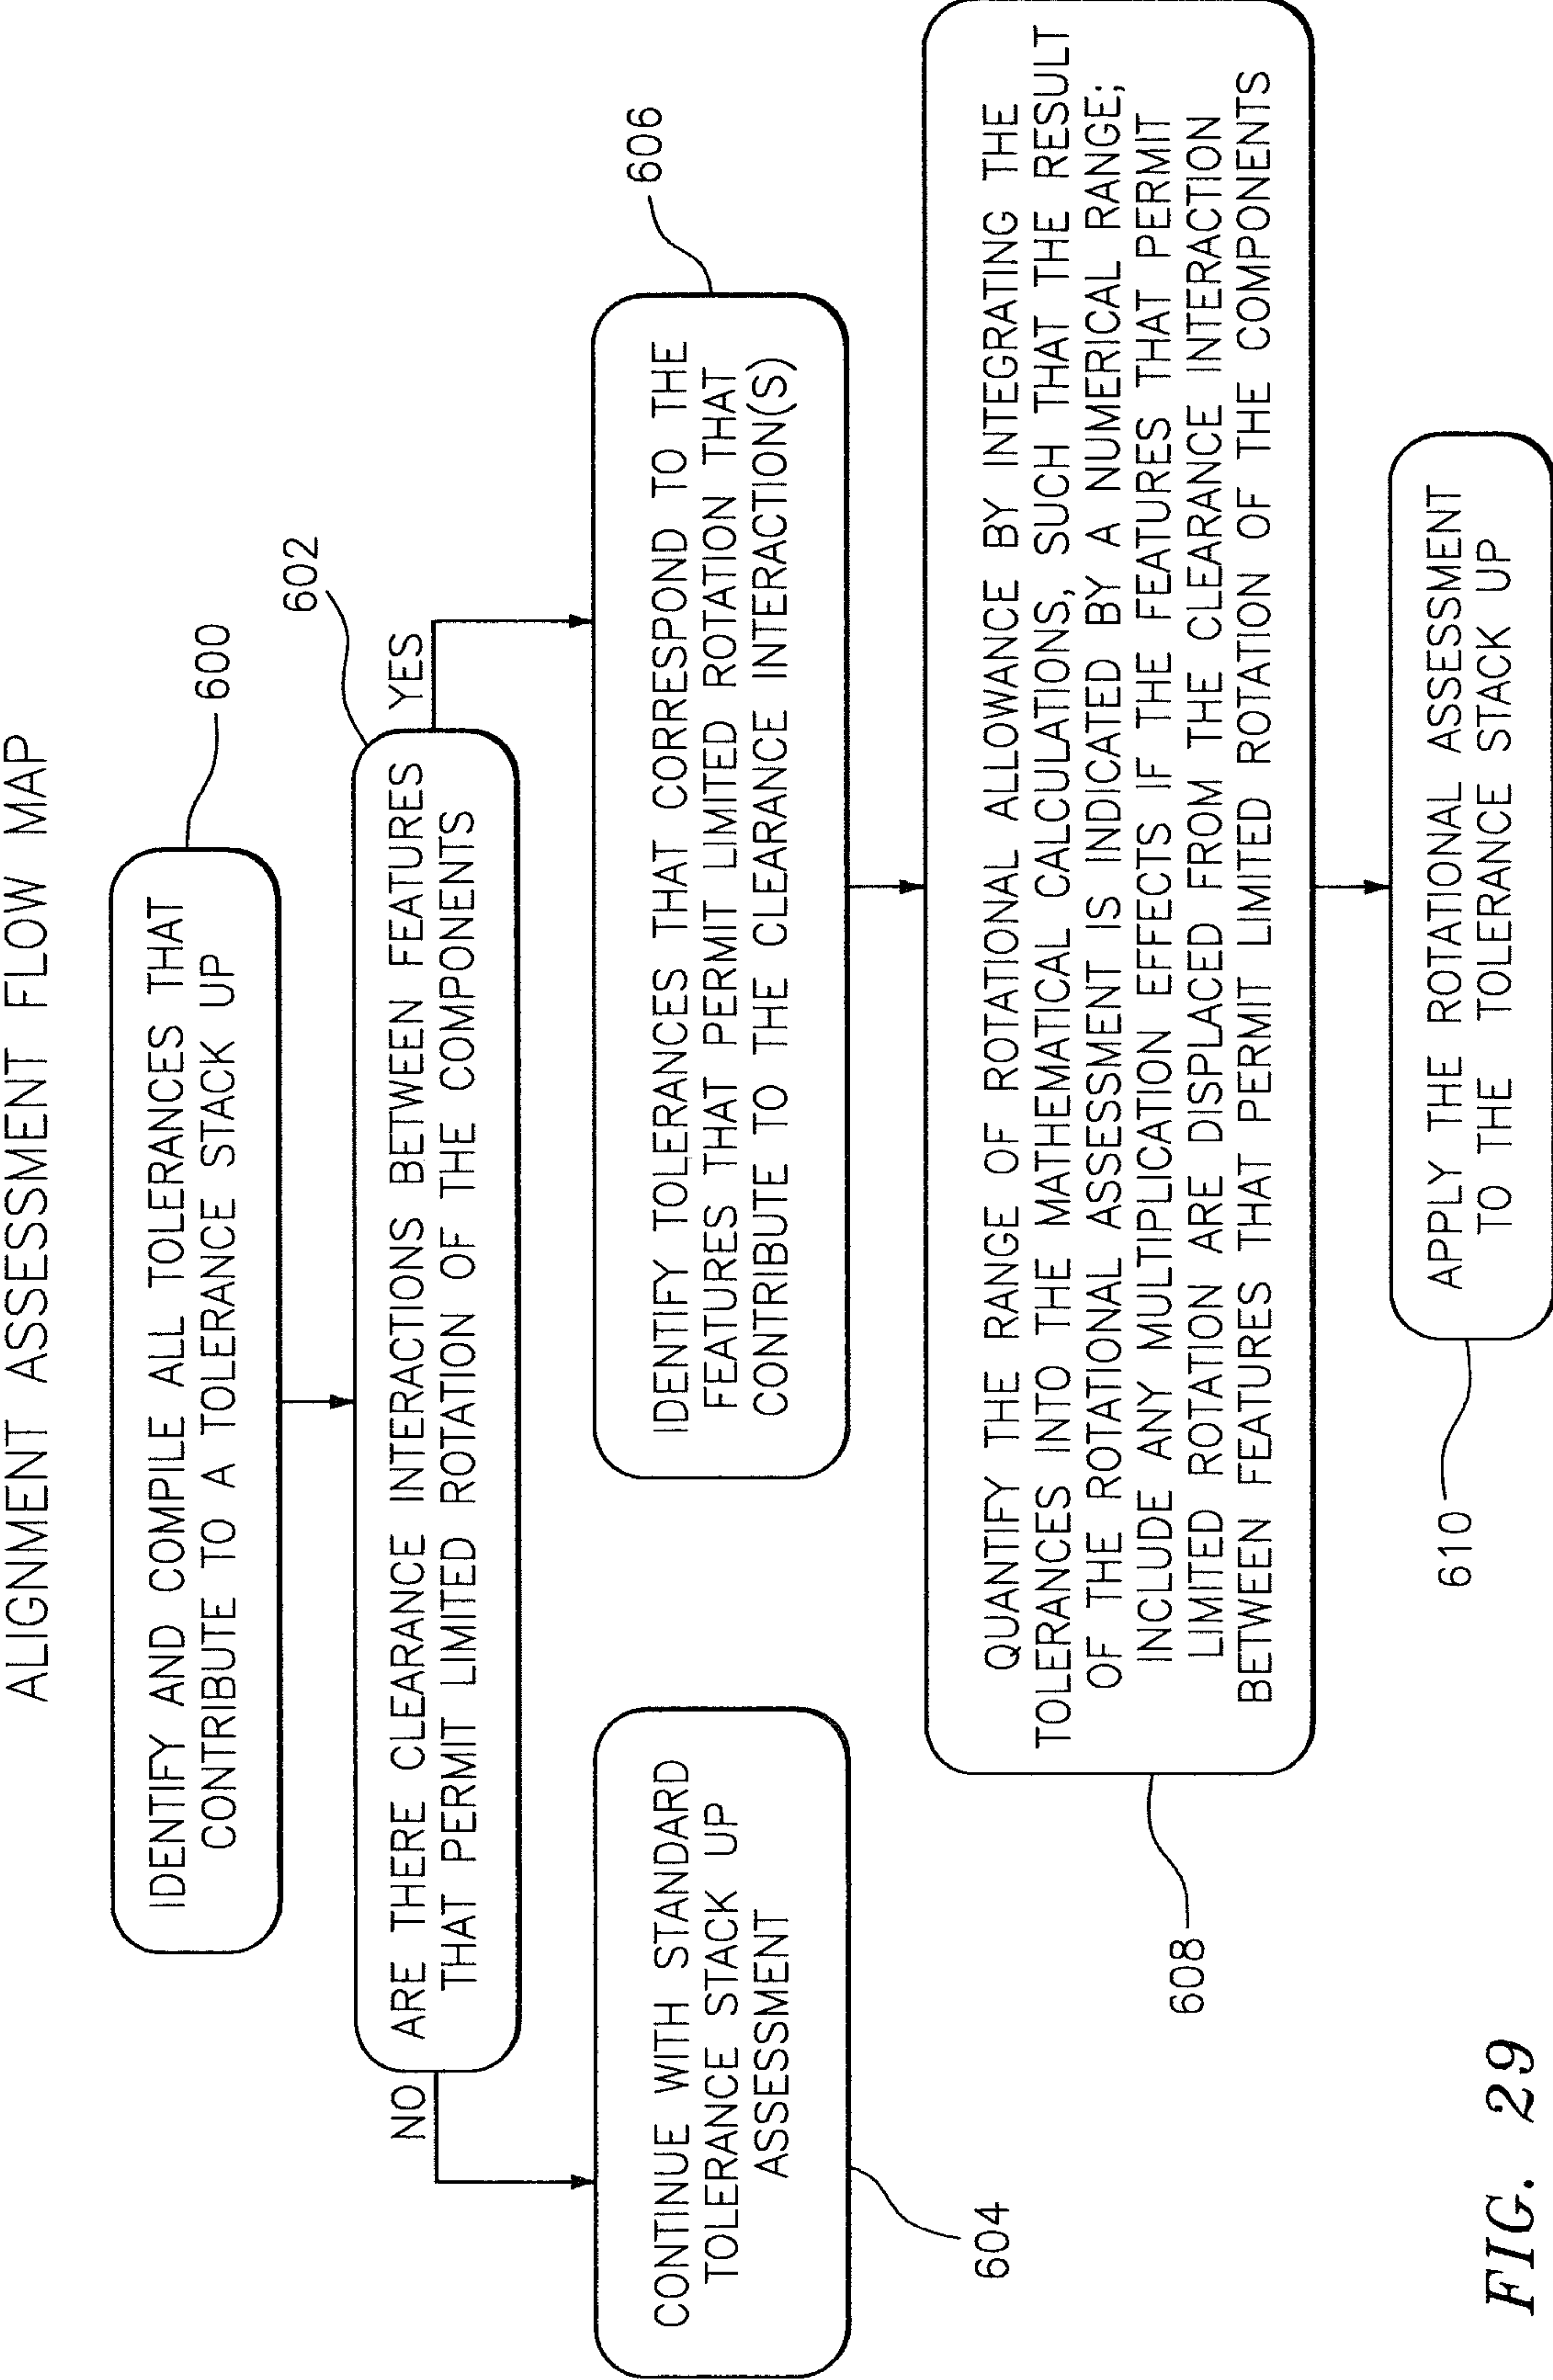 ALIGNMENT ASSESSMENT FLOW MAP
IDENTIFY AND COMPILE ALL TOLERANCES THAT
CONTRIBUTE TO A TOLERANCE STACK UP
600
602
NO
ARE THERE CLEARANCE INTERACTIONS BETWEEN FEATURES
THAT PERMIT LIMITED ROTATION OF THE COMPONENTS
YES
CONTINUE WITH STANDARD
TOLERANCE STACK UP
ASSESSMENT
604
IDENTIFY TOLERANCES THAT CORRESPOND TO THE
FEATURES THAT PERMIT LIMITED ROTATION THAT
CONTRIBUTE TO THE CLEARANCE INTERACTION(S)
606
QUANTIFY THE RANGE OF ROTATIONAL ALLOWANCE BY INTEGRATING THE
TOLERANCES INTO THE MATHEMATICAL CALCULATIONS, SUCH THAT THE RESULT
OF THE ROTATIONAL ASSESSMENT IS INDICATED BY A NUMERICAL RANGE;
INCLUDE ANY MULTIPLICATION EFFECTS IF THE FEATURES THAT PERMIT
LIMITED ROTATION ARE DISPLACED FROM THE CLEARANCE INTERACTION
BETWEEN FEATURES THAT PERMIT LIMITED ROTATION OF THE COMPONENTS
608
APPLY THE ROTATIONAL ASSESSMENT
TO THE TOLERANCE STACK UP
610
FIG. 29